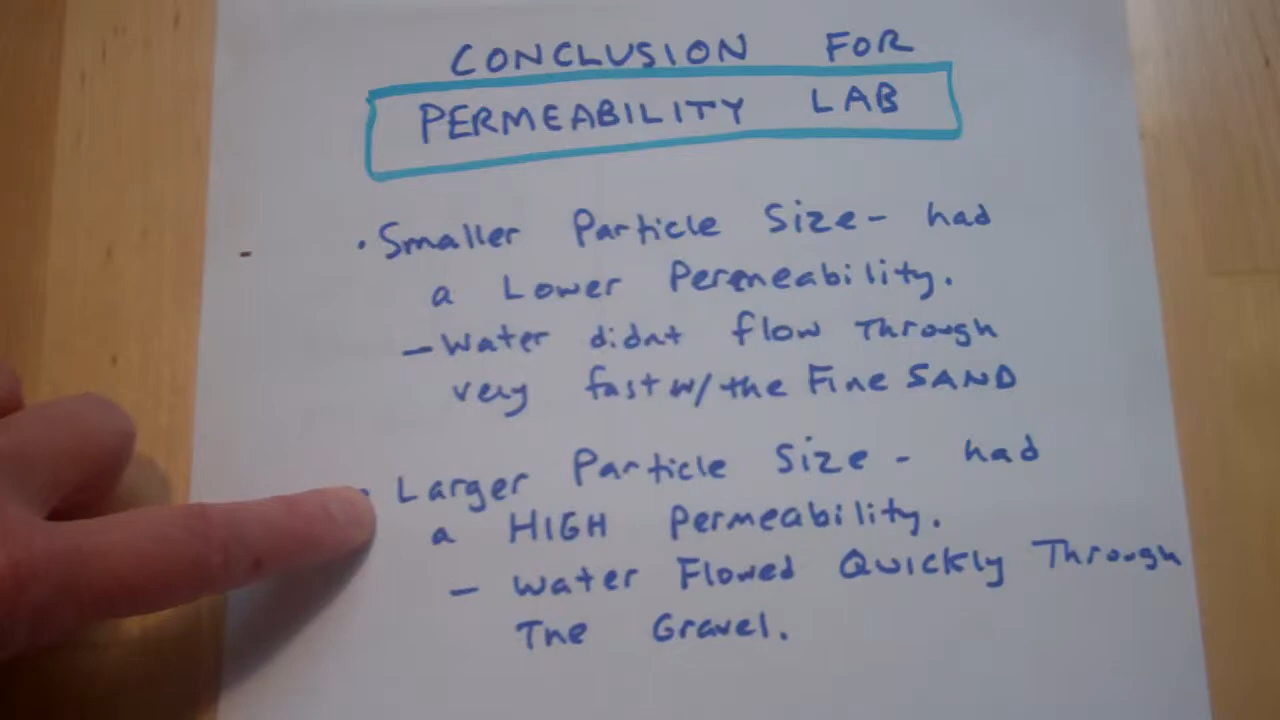 CONCLUSION FOR
PERMEABILITY LAB
• Smaller Particle Size - had
a Lower Permeability.
- Water didnt flow Through
very fast w/ the Fine SAND
• Larger Particle Size - had
a HIGH Permeability.
- Water Flowed Quickly Through
The Gravel.